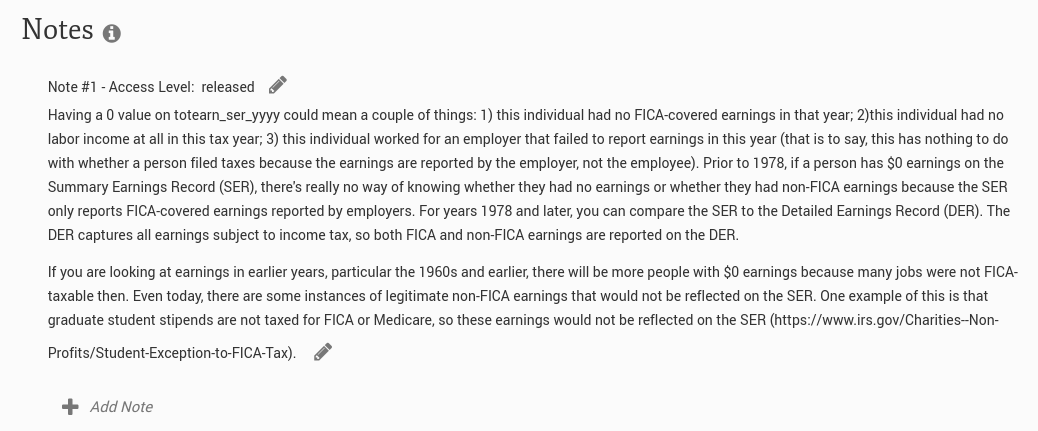 Notes
Note #1 - Access Level: released
Having a 0 value on totearn_ser_yyyy could mean a couple of things: 1) this individual had no FICA-covered earnings in that year; 2)this individual had no
labor income at all in this tax year; 3) this individual worked for an employer that failed to report earnings in this year (that is to say, this has nothing to do
with whether a person filed taxes because the earnings are reported by the employer, not the employee). Prior to 1978, if a person has $0 earnings on the
Summary Earnings Record (SER), there's really no way of knowing whether they had no earnings or whether they had non-FICA earnings because the SER
only reports FICA-covered earnings reported by employers. For years 1978 and later, you can compare the SER to the Detailed Earnings Record (DER). The
DER captures all earnings subject to income tax, so both FICA and non-FICA earnings are reported on the DER.
If you are looking at earnings in earlier years, particular the 1960s and earlier, there will be more people with $0 earnings because many jobs were not FICA-
taxable then. Even today, there are some instances of legitimate non-FICA earnings that would not be reflected on the SER. One example of this is that
graduate student stipends are not taxed for FICA or Medicare, so these earnings would not be reflected on the SER (https://www.irs.gov/Charities--Non-
Profits/Student-Exception-to-FICA-Tax).
Add Note